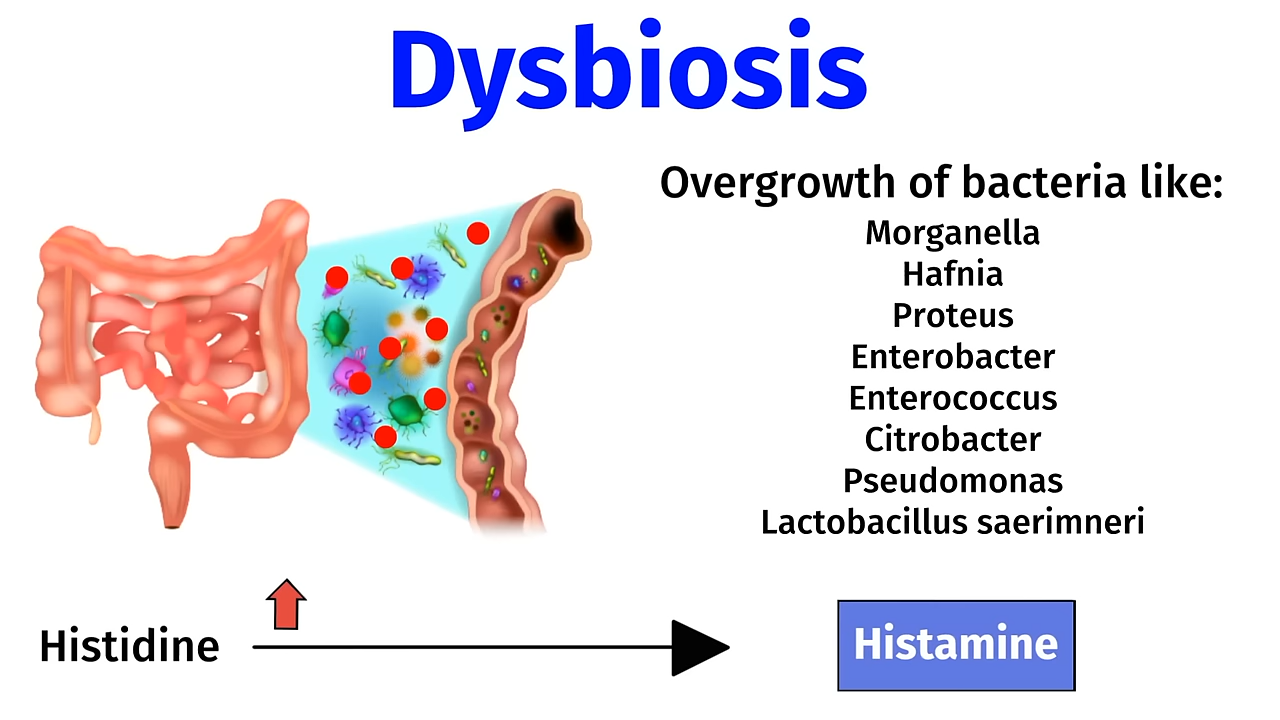 Dysbiosis
Overgrowth of bacteria like:
Morganella
Hafnia
Proteus
Enterobacter
Enterococcus
Citrobacter
Pseudomonas
Lactobacillus saerimneri
Histidine
Histamine